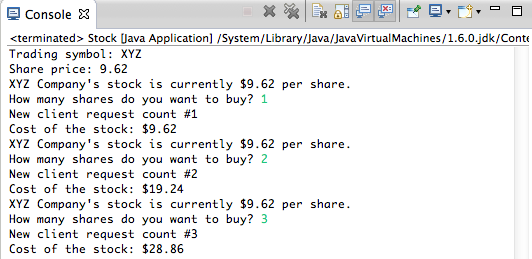 Console
<terminated> Stock [Java Application] /System/Library/Java/JavaVirtualMachines/1.6.0.jdk/Conte
Trading symbol: XYZ
Share price: 9.62
XYZ Company's stock is currently $9.62 per share.
How many shares do you want to buy? 1
New client request count #1
Cost of the stock: $9.62
XYZ Company's stock is currently $9.62 per share.
How many shares do you want to buy? 2
New client request count #2
Cost of the stock: $19.24
XYZ Company's stock is currently $9.62 per share.
How many shares do you want to buy? 3
New client request count #3
Cost of the stock: $28.86